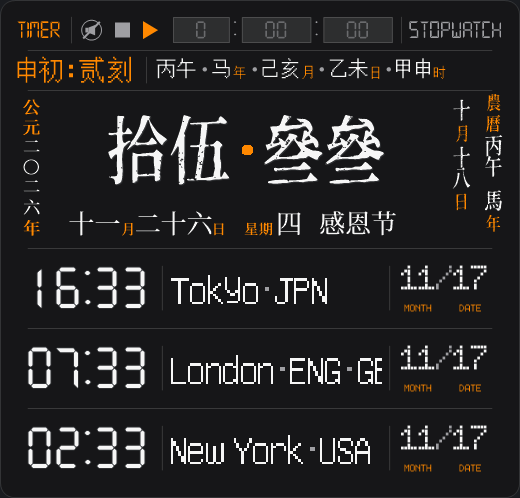 TIMER 0 : 00 : 00 STOPWATCH
申初:贰刻 丙午·马年·己亥月·乙未日·甲申时
公元二〇二六年
拾伍·叄叄
十月十八日
農曆丙午 馬年
十一月二十六日 星期四 感恩节
16:33 Tokyo·JPN 11/17
MONTH DATE
07:33 London·ENG·GB 11/17
MONTH DATE
02:33 New York·USA 11/17
MONTH DATE